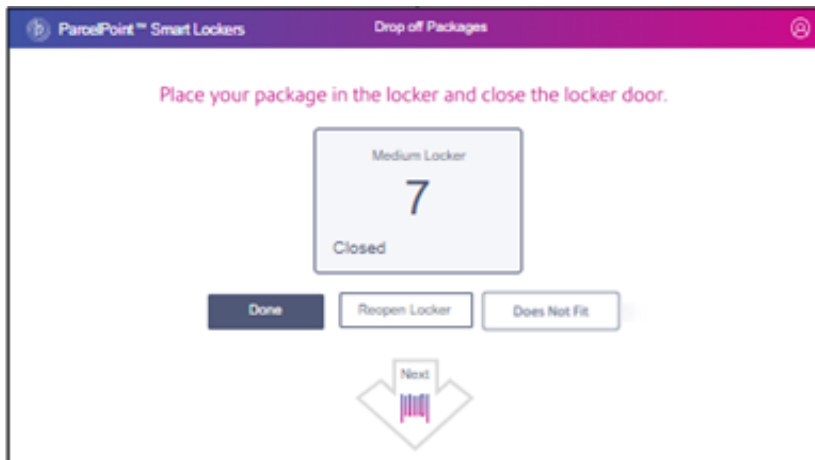 ParcelPoint™ Smart Lockers
Drop off Packages
Place your package in the locker and close the locker door.
Medium Locker
7
Closed
Done
Reopen Locker
Does Not Fit
Next